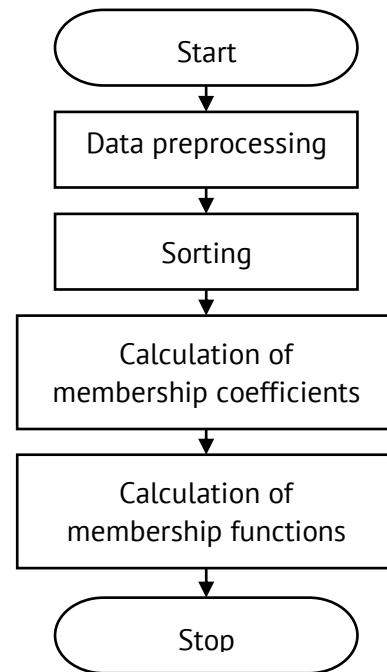 Start
Data preprocessing
Sorting
Calculation of
membership coefficients
Calculation of
membership functions
Stop